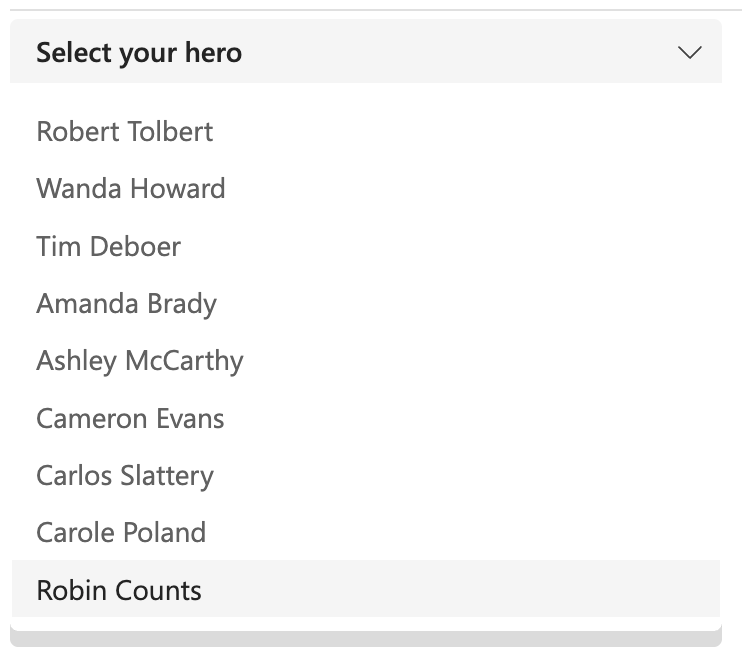 Select your hero
Robert Tolbert
Wanda Howard
Tim Deboer
Amanda Brady
Ashley McCarthy
Cameron Evans
Carlos Slattery
Carole Poland
Robin Counts